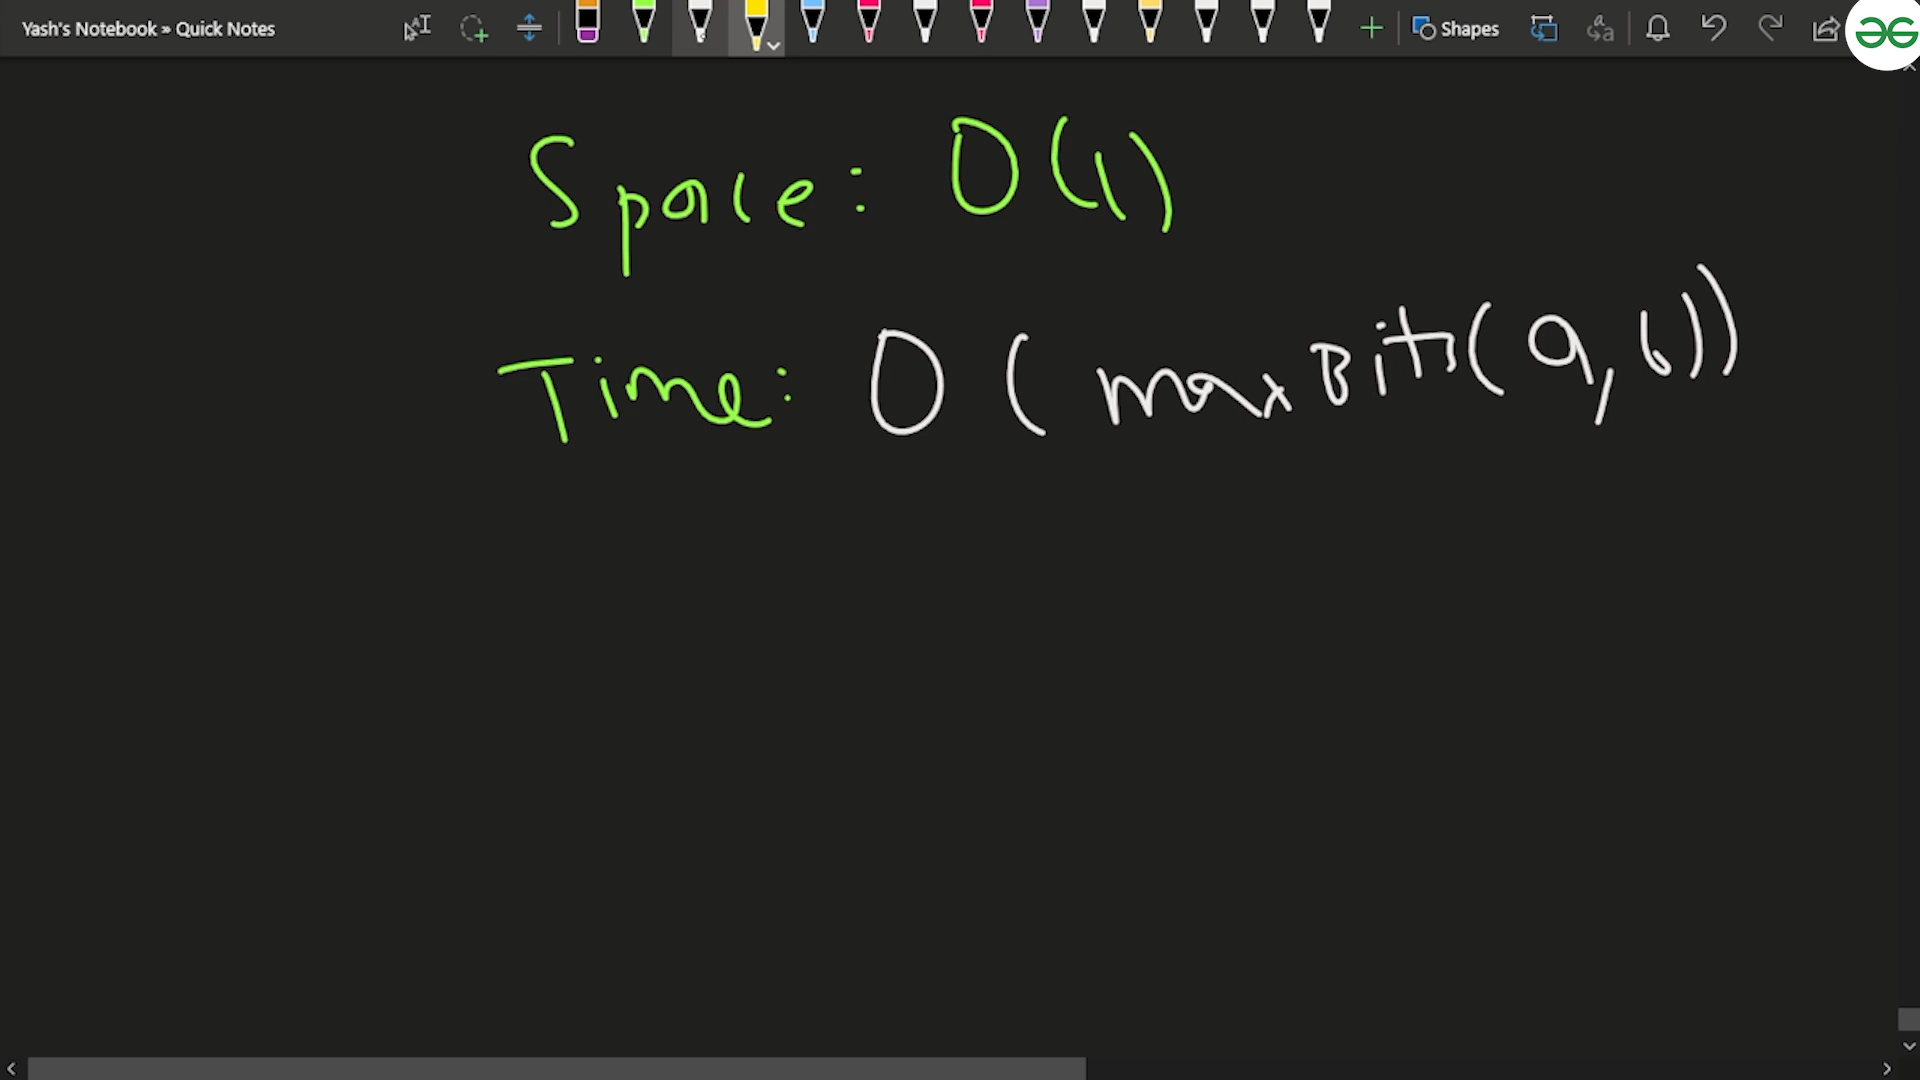 Yash's Notebook » Quick Notes
Shapes
Space: O(1)
Time: O(maxBits(a,b))